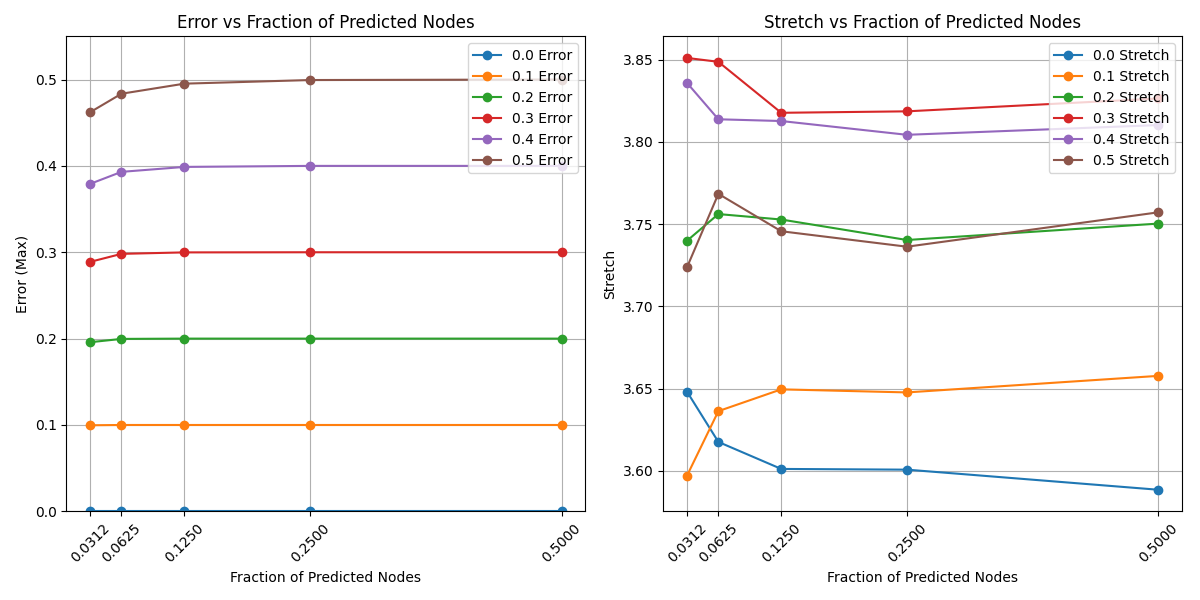 Error vs Fraction of Predicted Nodes
Error (Max)
0.5
0.4
0.3
0.2
0.1
0.0
0.0 Error
0.1 Error
0.2 Error
0.3 Error
0.4 Error
0.5 Error
0.0312
0.0625
0.1250
0.2500
0.5000
Fraction of Predicted Nodes
Stretch vs Fraction of Predicted Nodes
Stretch
3.85
3.80
3.75
3.70
3.65
3.60
0.0 Stretch
0.1 Stretch
0.2 Stretch
0.3 Stretch
0.4 Stretch
0.5 Stretch
0.0312
0.0625
0.1250
0.2500
0.5000
Fraction of Predicted Nodes